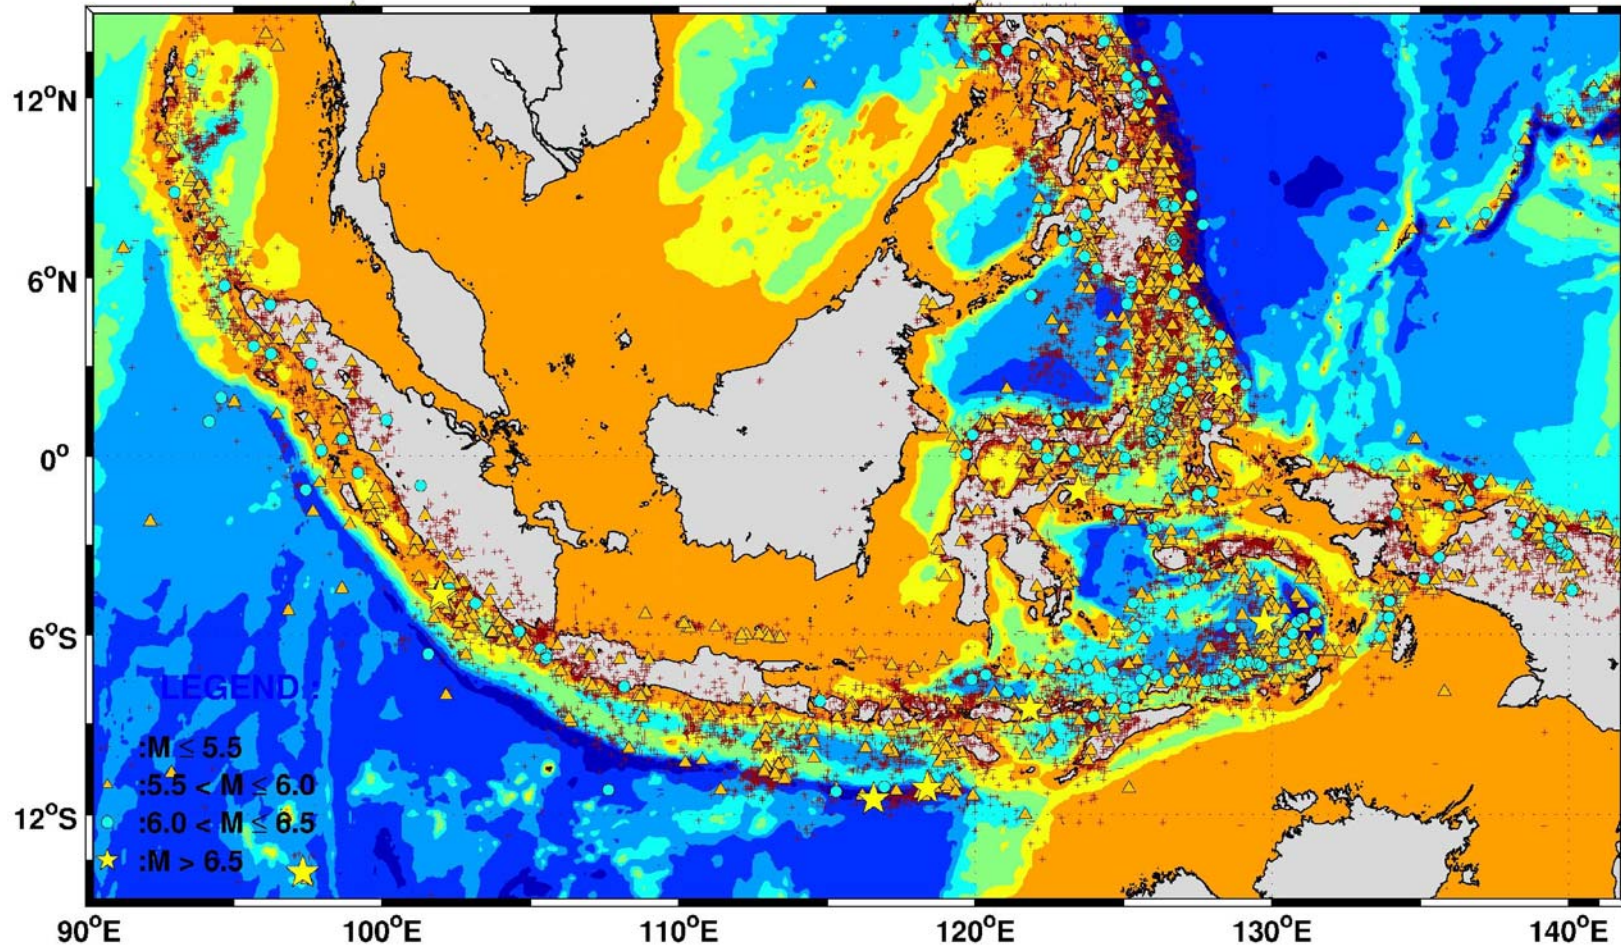 12°N
6°N
0°
6°S
12°S
LEGEND :
:M ≤ 5.5
:5.5 < M ≤ 6.0
:6.0 < M ≤ 6.5
:M > 6.5
90°E 100°E 110°E 120°E 130°E 140°E